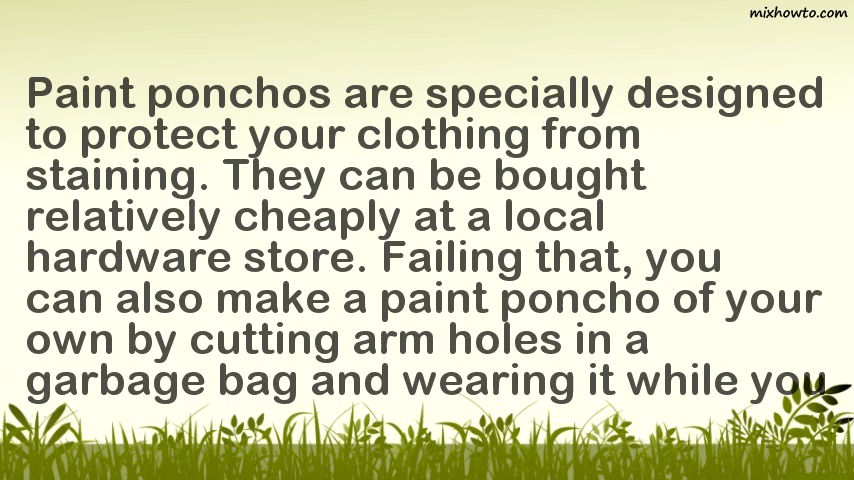 mixhowto.com
Paint ponchos are specially designed
to protect your clothing from
staining. They can be bought
relatively cheaply at a local
hardware store. Failing that, you
can also make a paint poncho of your
own by cutting arm holes in a
garbage bag and wearing it while you